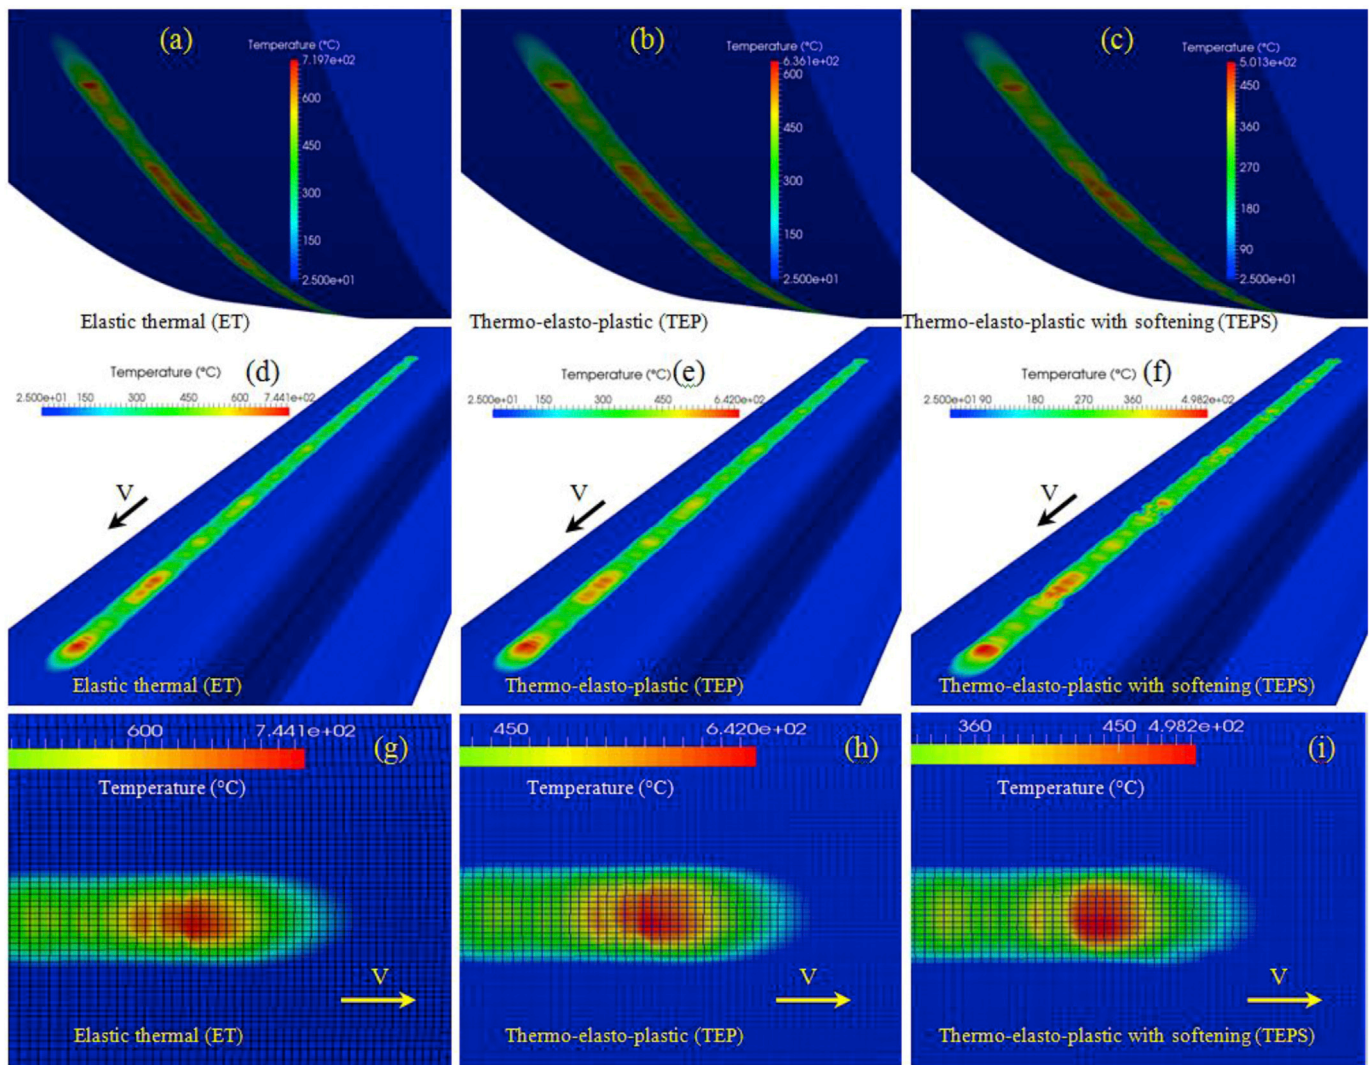 (a)
Temperature (°C)
7.197e+02
600
450
300
150
2.500e+01
Elastic thermal (ET)
(b)
Temperature (°C)
6.361e+02
600
450
300
150
2.500e+01
Thermo-elasto-plastic (TEP)
(c)
Temperature (°C)
5.013e+02
450
360
270
180
90
2.500e+01
Thermo-elasto-plastic with softening (TEPS)
Temperature (°C) (d)
2.500e+01 150 300 450 600 7.441e+02
V
Elastic thermal (ET)
Temperature (°C) (e)
2.500e+01 150 300 450 6.420e+02
V
Thermo-elasto-plastic (TEP)
Temperature (°C) (f)
2.500e+01 90 180 270 360 4.982e+02
V
Thermo-elasto-plastic with softening (TEPS)
600 7.441e+02 (g)
Temperature (°C)
V
Elastic thermal (ET)
450 6.420e+02 (h)
Temperature (°C)
V
Thermo-elasto-plastic (TEP)
360 450 4.982e+02 (i)
Temperature (°C)
V
Thermo-elasto-plastic with softening (TEPS)